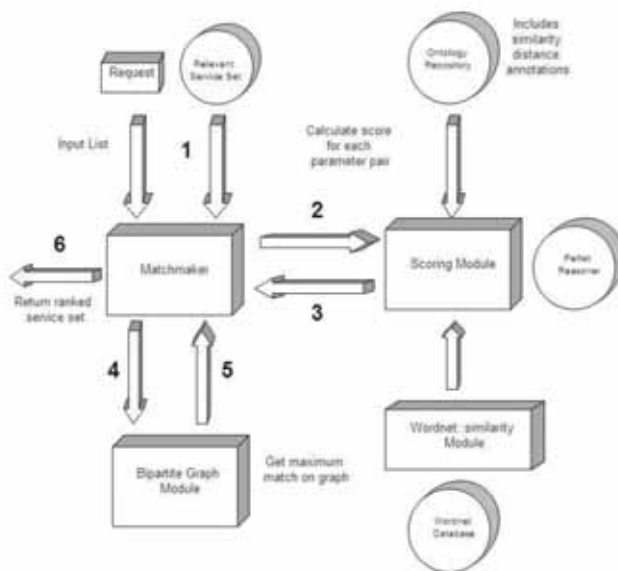 Request
Relevant
Service Set
Ontology
Repository
Includes
similarity
distance
annotations
Input List
1
Calculate score
for each
parameter pair
2
6
Matchmaker
Scoring Module
Pellet
Reasoner
3
Return ranked
service set
4
5
Wordnet: similarity
Module
Bipartite Graph
Module
Get maximum
match on graph
Wordnet
Database